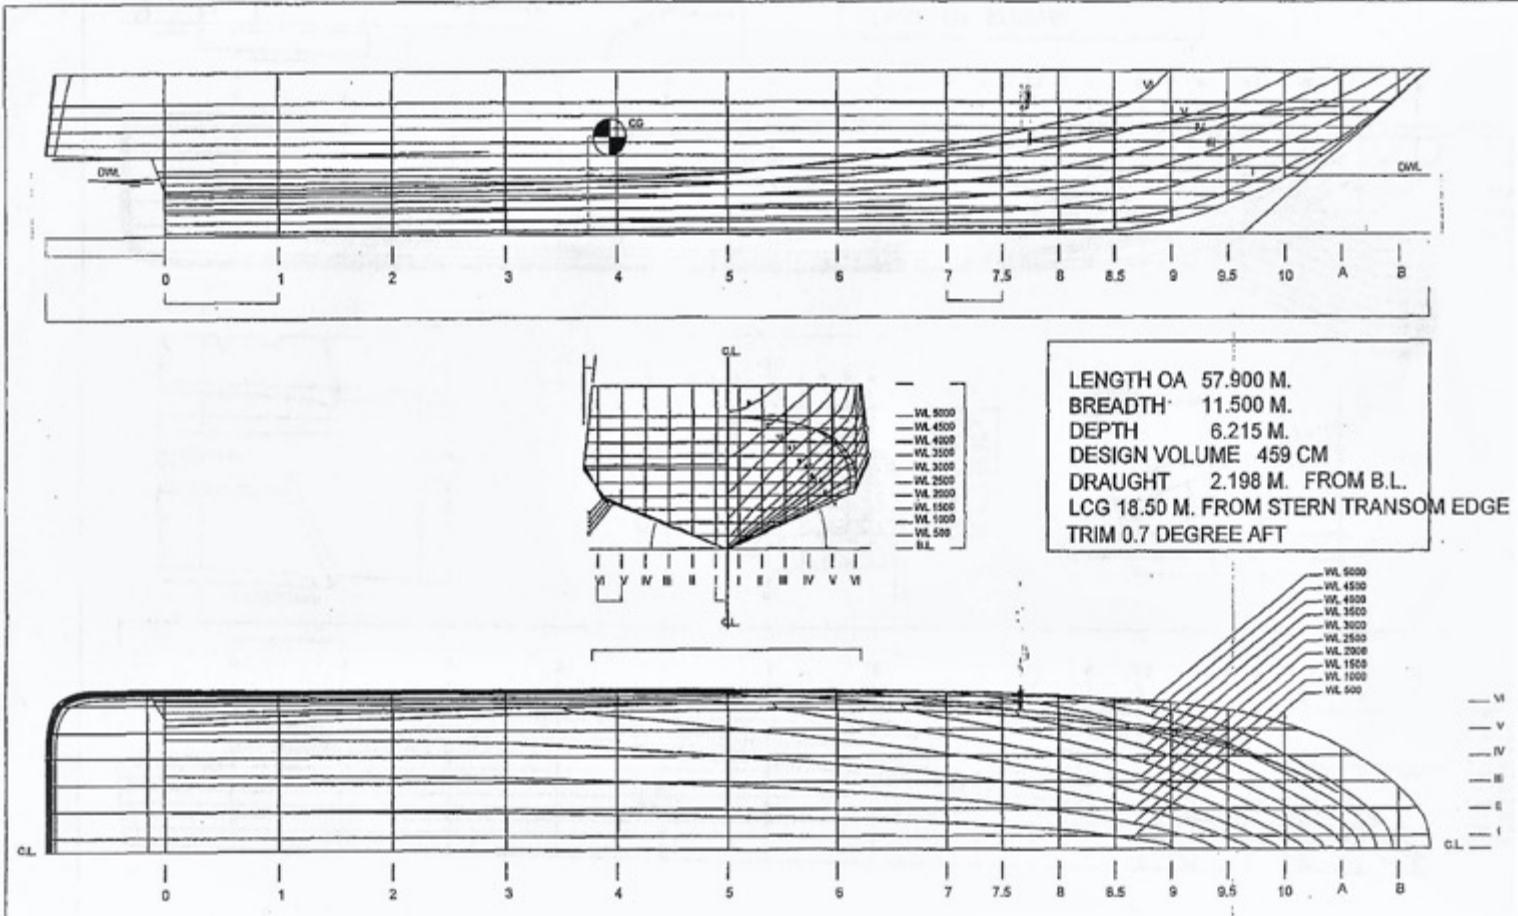 VI
CG
V
IV
III
I
DWL
DWL
0 1 2 3 4 5 6 7 7.5 8 8.5 9 9.5 10 A B
C.L.
WL 5000
WL 4500
WL 4000
WL 3500
WL 3000
WL 2500
WL 2000
WL 1500
WL 1000
WL 500
B.L.
VI V IV III II I I II III IV V VI
C.L.
LENGTH OA 57.900 M.
BREADTH 11.500 M.
DEPTH 6.215 M.
DESIGN VOLUME 459 CM
DRAUGHT 2.198 M. FROM B.L.
LCG 18.50 M. FROM STERN TRANSOM EDGE
TRIM 0.7 DEGREE AFT
WL 5000
WL 4500
WL 4000
WL 3500
WL 3000
WL 2500
WL 2000
WL 1500
WL 1000
WL 500
VI
V
IV
III
II
I
C.L.
C.L.
0 1 2 3 4 5 6 7 7.5 8 8.5 9 9.5 10 A B